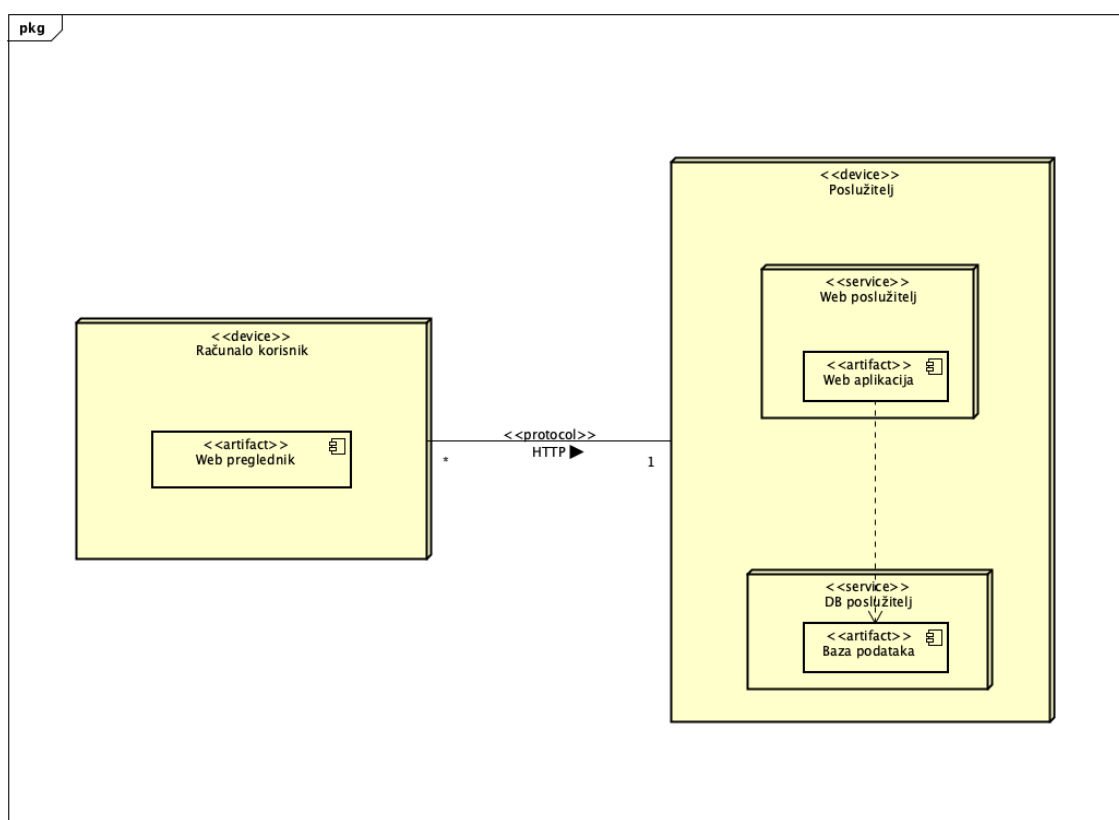 pkg
<<device>>
Računalo korisnik
<<artifact>>
Web preglednik
<<protocol>>
HTTP
*
1
<<device>>
Poslužitelj
<<service>>
Web poslužitelj
<<artifact>>
Web aplikacija
<<service>>
DB poslužitelj
<<artifact>>
Baza podataka